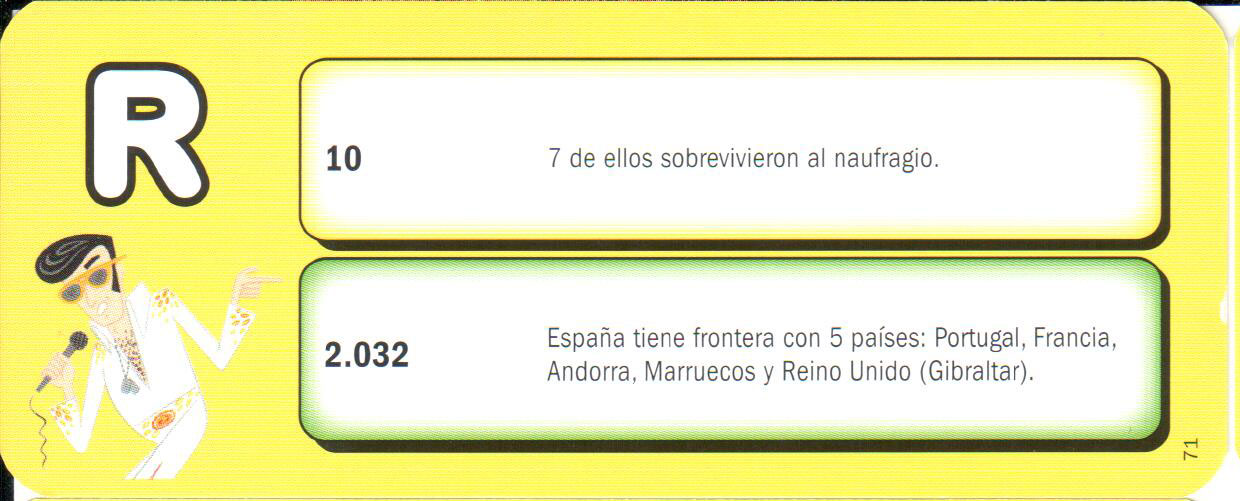 R
10 7 de ellos sobrevivieron al naufragio.
2.032 España tiene frontera con 5 países: Portugal, Francia,
Andorra, Marruecos y Reino Unido (Gibraltar).
71